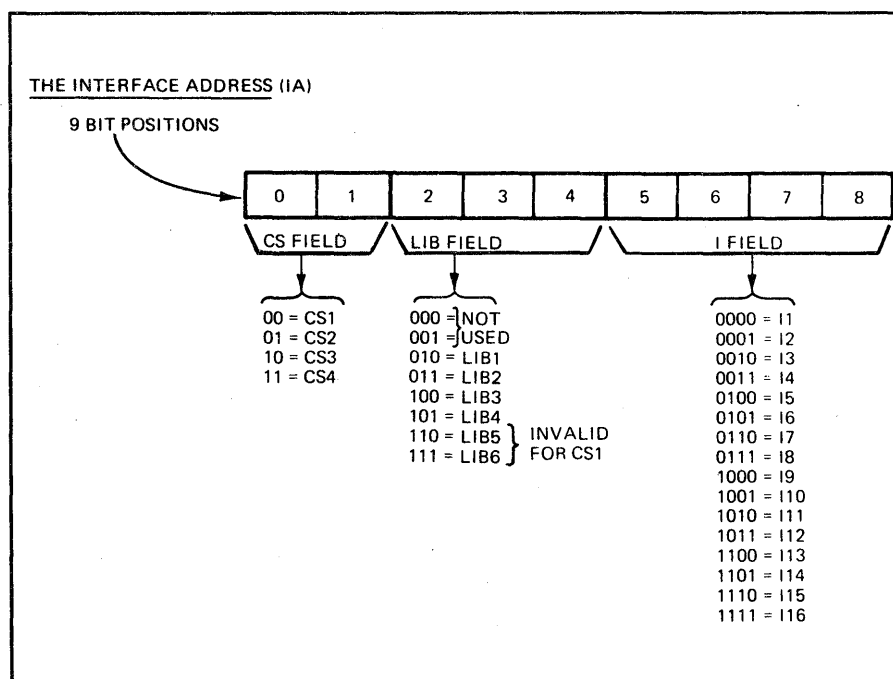 THE INTERFACE ADDRESS (IA)
9 BIT POSITIONS
0 1 2 3 4 5 6 7 8
CS FIELD LIB FIELD I FIELD
00 = CS1
01 = CS2
10 = CS3
11 = CS4
000 = NOT
001 = USED
010 = LIB1
011 = LIB2
100 = LIB3
101 = LIB4
110 = LIB5
111 = LIB6
INVALID
FOR CS1
0000 = I1
0001 = I2
0010 = I3
0011 = I4
0100 = I5
0101 = I6
0110 = I7
0111 = I8
1000 = I9
1001 = I10
1010 = I11
1011 = I12
1100 = I13
1101 = I14
1110 = I15
1111 = I16